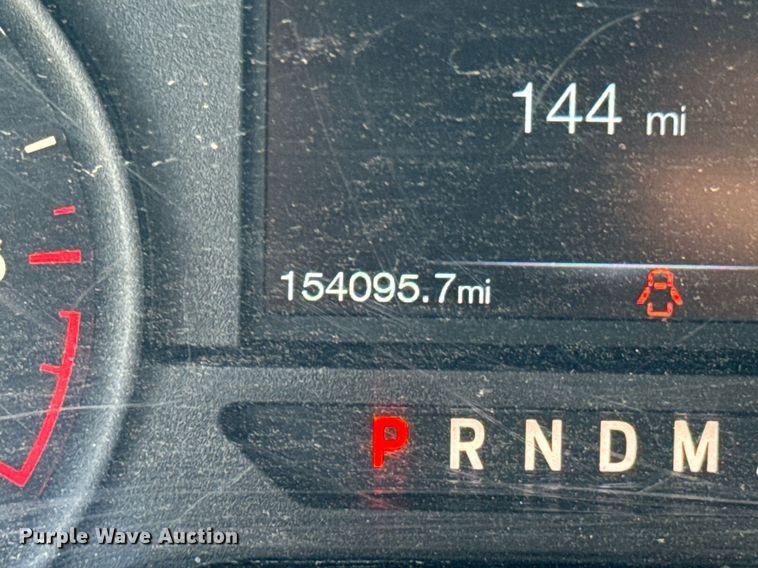 144 mi
154095.7mi
P R N D M
Purple Wave Auction®